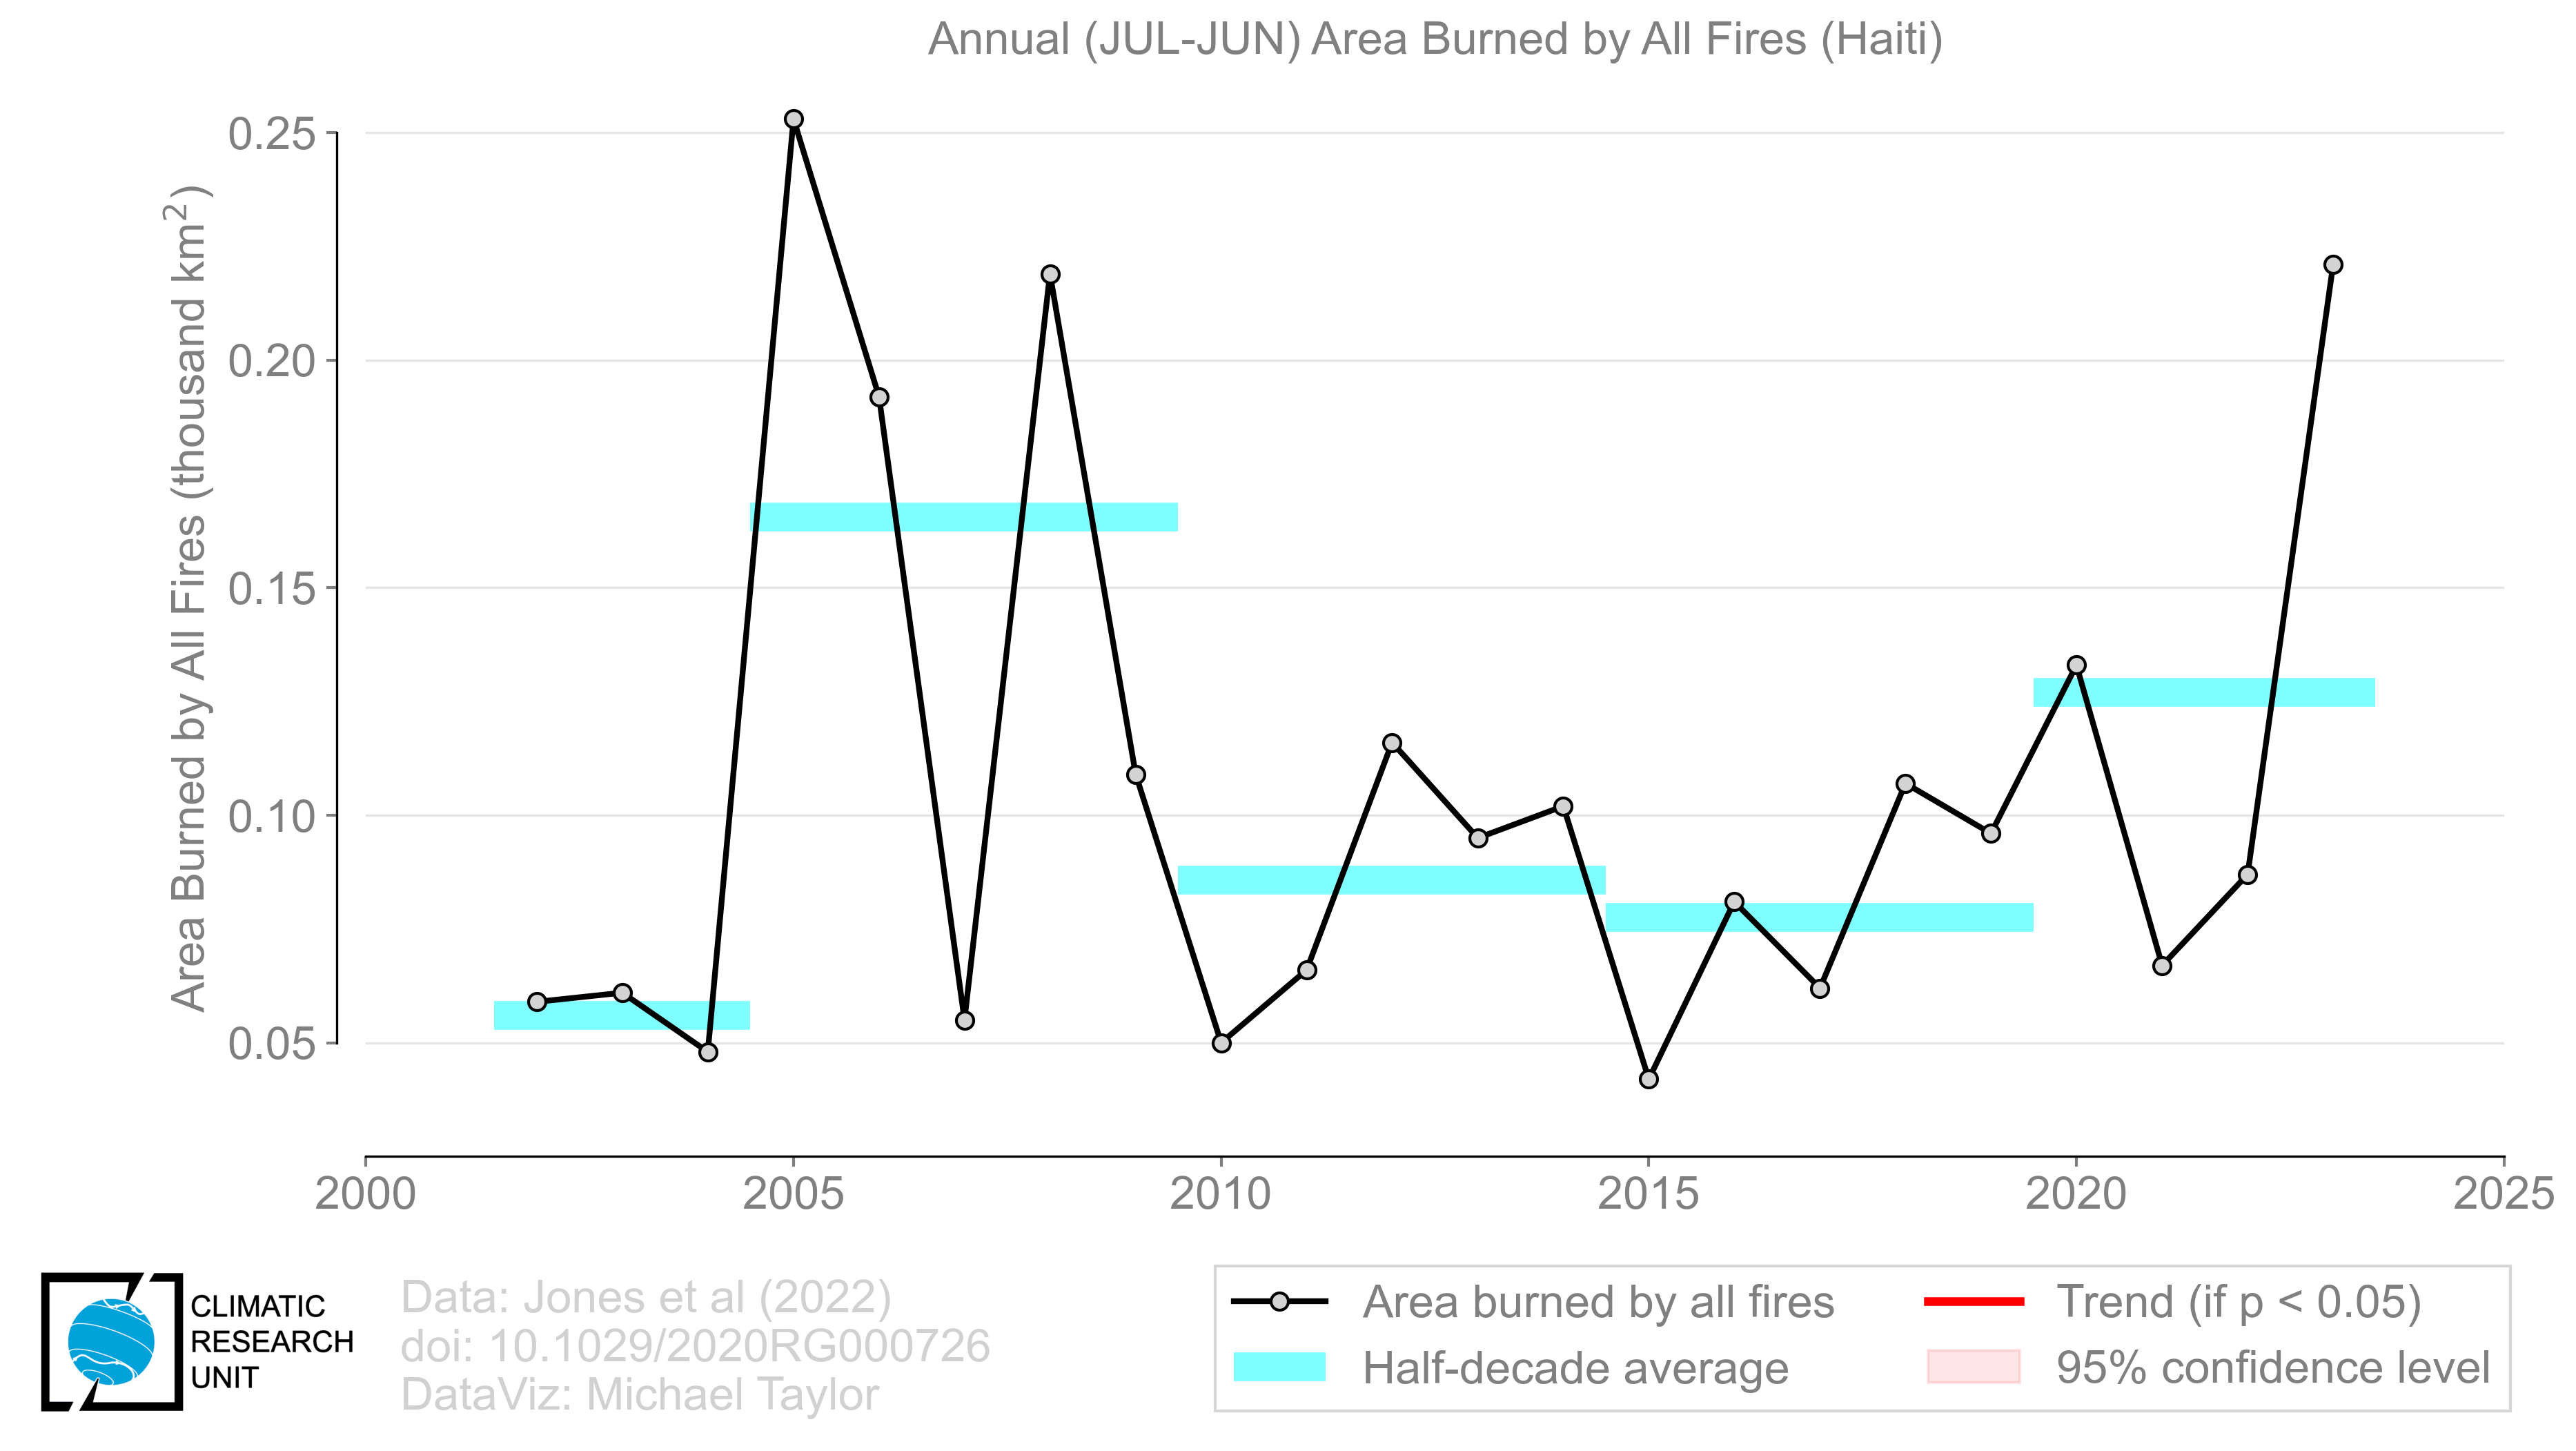 Annual (JUL-JUN) Area Burned by All Fires (Haiti)
Area Burned by All Fires (thousand km²)
0.25
0.20
0.15
0.10
0.05
2000
2005
2010
2015
2020
2025
CLIMATIC
RESEARCH
UNIT
Data: Jones et al (2022)
doi: 10.1029/2020RG000726
DataViz: Michael Taylor
Area burned by all fires
Half-decade average
Trend (if p < 0.05)
95% confidence level